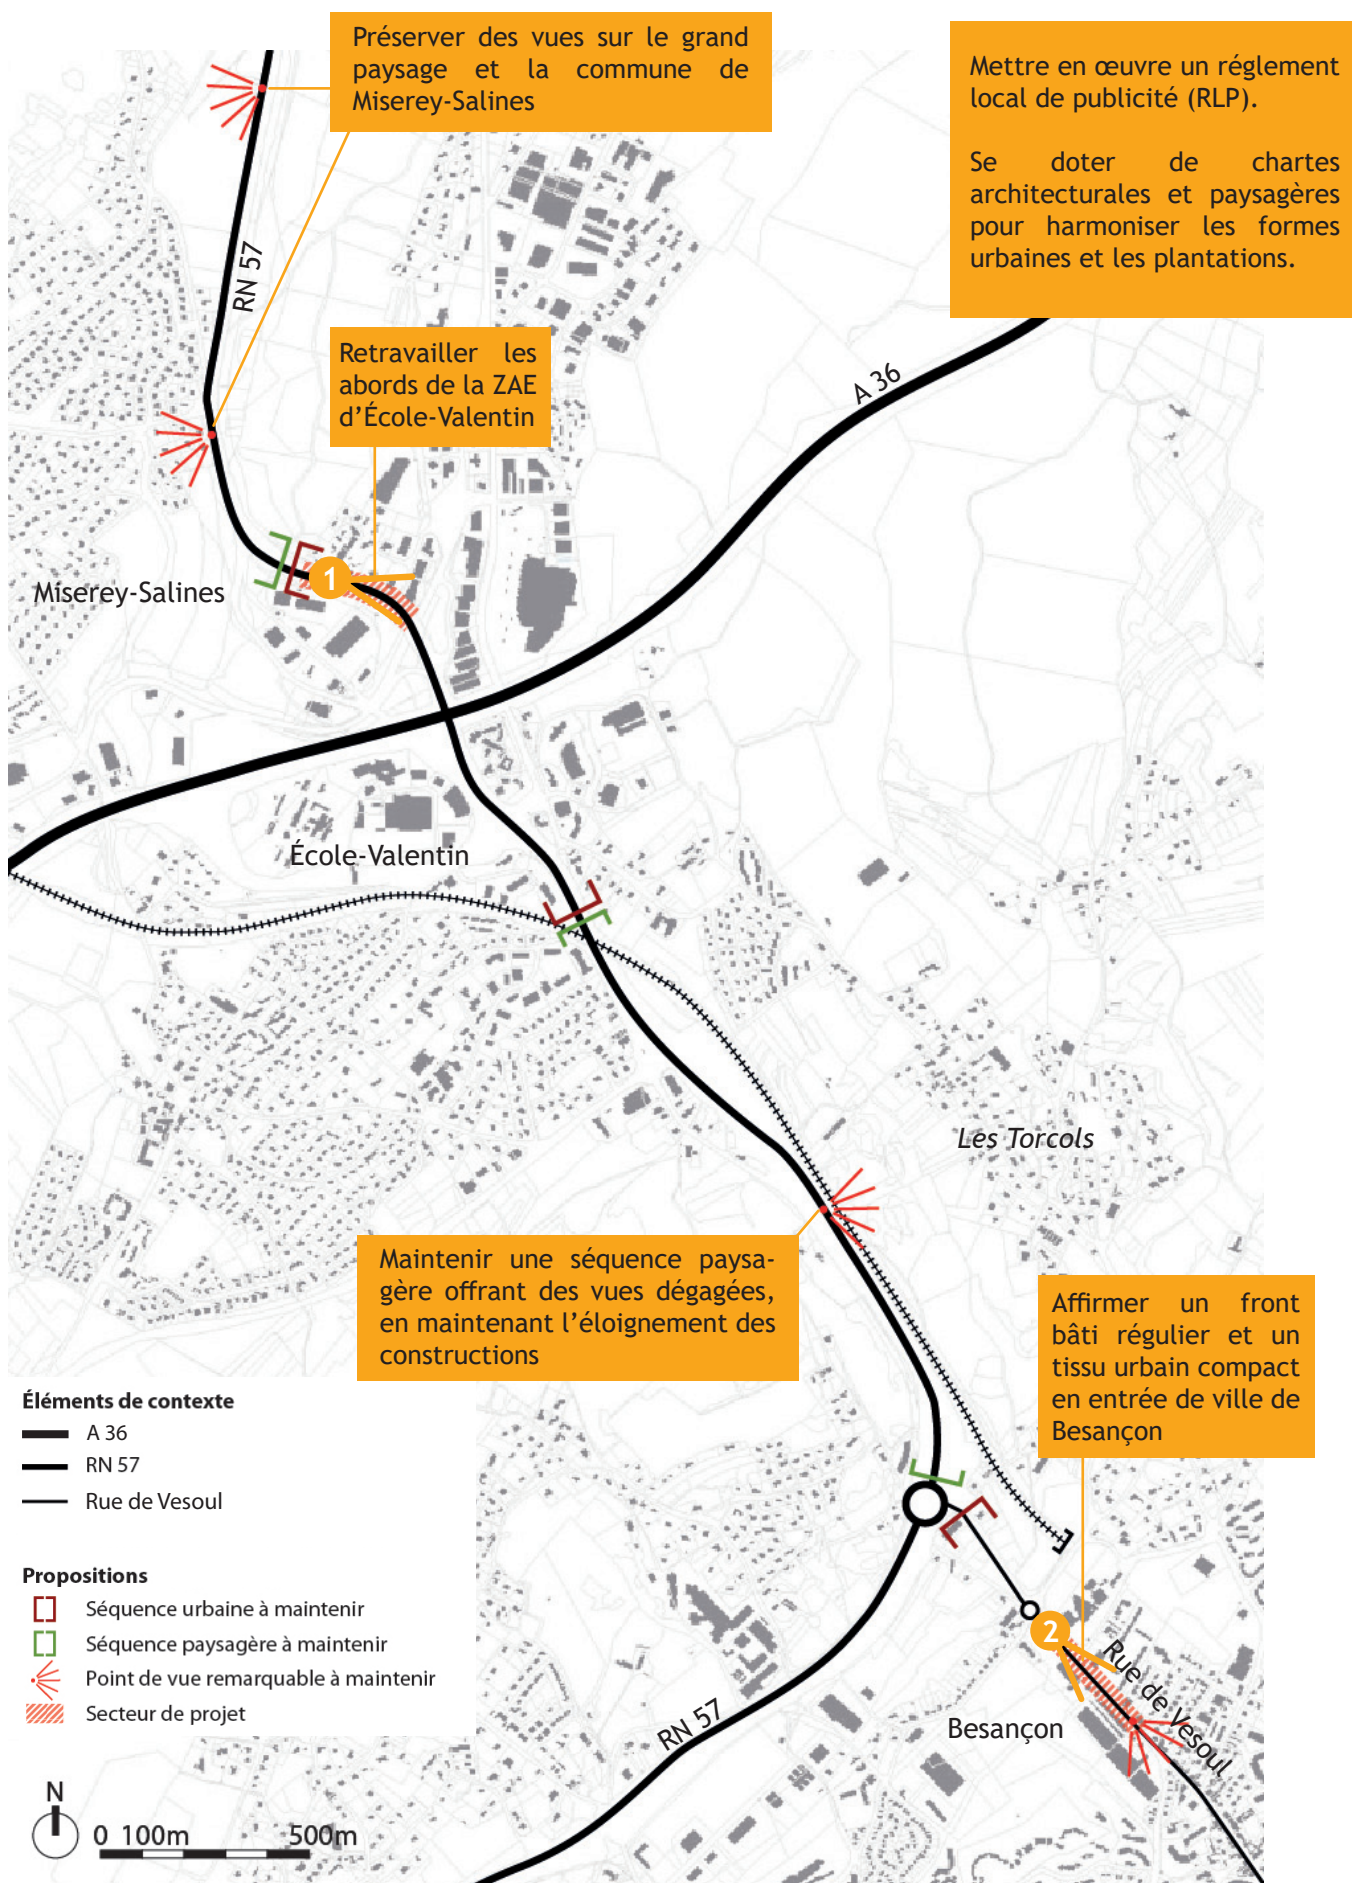 Préserver des vues sur le grand
paysage et la commune de
Miserey-Salines
Mettre en œuvre un réglement
local de publicité (RLP).
Se doter de chartes
architecturales et paysagères
pour harmoniser les formes
urbaines et les plantations.
RN 57
Retravailler les
abords de la ZAE
d'École-Valentin
A 36
1
Miserey-Salines
École-Valentin
Les Torcols
Maintenir une séquence paysa-
gère offrant des vues dégagées,
en maintenant l'éloignement des
constructions
Affirmer un front
bâti régulier et un
tissu urbain compact
en entrée de ville de
Besançon
Éléments de contexte
A 36
RN 57
Rue de Vesoul
Propositions
Séquence urbaine à maintenir
Séquence paysagère à maintenir
Point de vue remarquable à maintenir
Secteur de projet
2
Rue de Vesoul
RN 57
Besançon
N
0 100m 500m